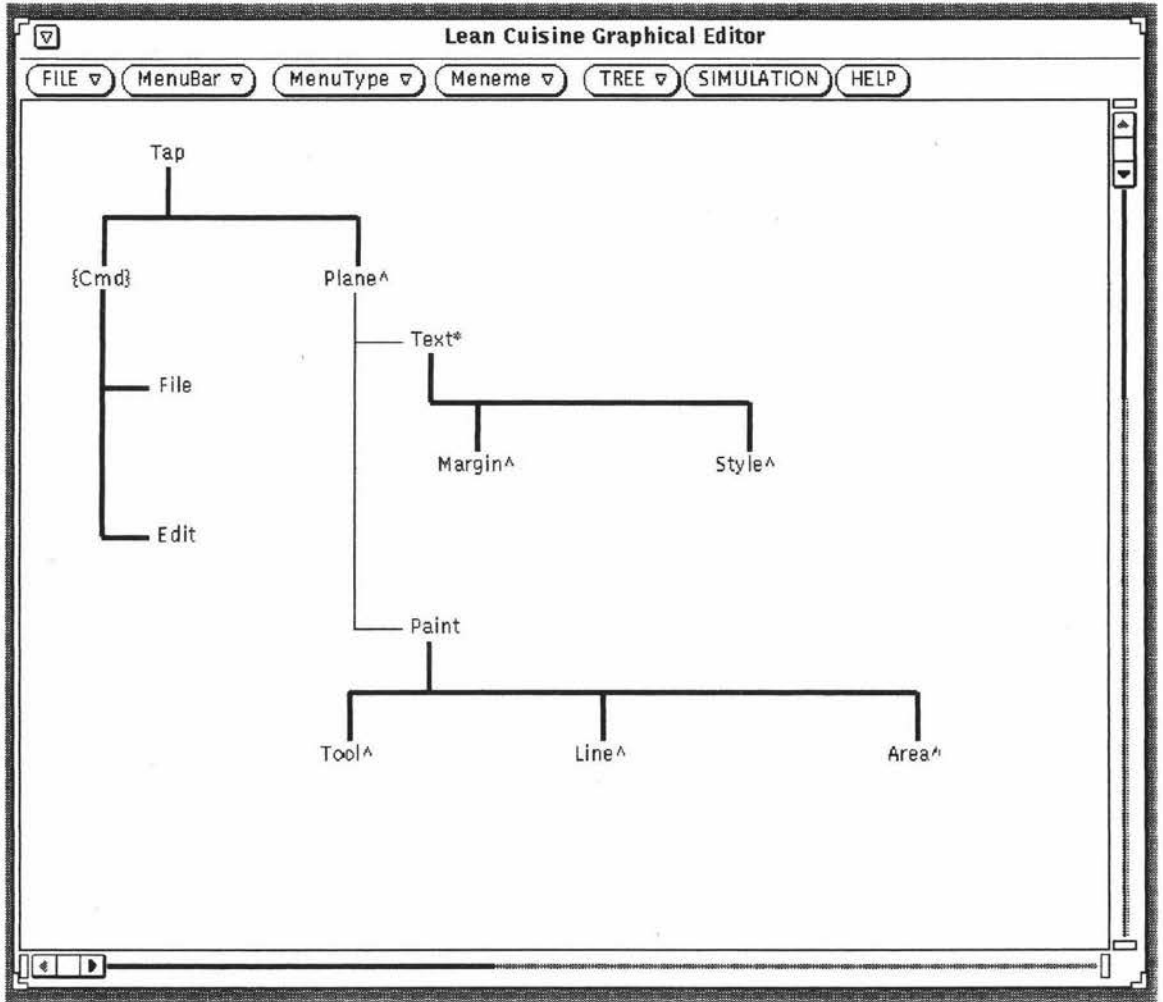 Lean Cuisine Graphical Editor
FILE MenuBar MenuType Meneme TREE SIMULATION HELP
Tap
{Cmd} Plane^
Text*
File
Margin^ Style^
Edit
Paint
Tool^ Line^ Area^